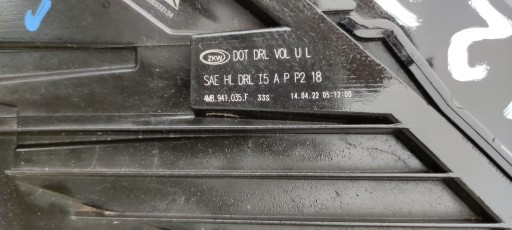 ZKW DOT DRL VOL U L
SAE HL DRL I5 A P P2 18
4M8.941.035.F 33S 14.04.22 05:12:00